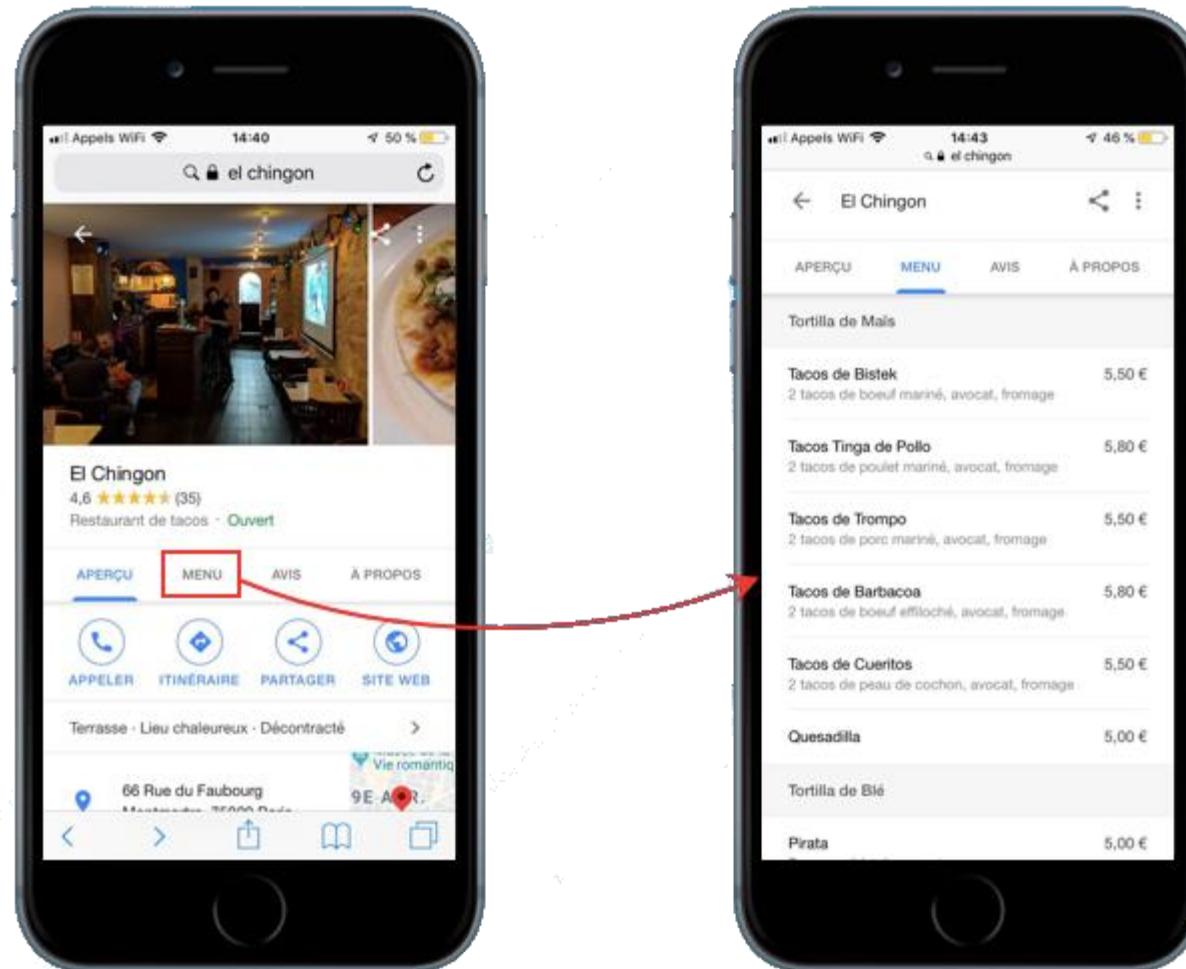 Appels WiFi 14:40 50 %
el chingon
El Chingon
4,6 (35)
Restaurant de tacos · Ouvert
APERÇU MENU AVIS À PROPOS
APPELER ITINÉRAIRE PARTAGER SITE WEB
Terrasse · Lieu chaleureux · Décontracté
Vie romantiq
66 Rue du Faubourg
9E
Appels WiFi 14:43 46 %
el chingon
El Chingon
APERÇU MENU AVIS À PROPOS
Tortilla de Maïs
Tacos de Bistek 5,50 €
2 tacos de boeuf mariné, avocat, fromage
Tacos Tinga de Pollo 5,80 €
2 tacos de poulet mariné, avocat, fromage
Tacos de Trompo 5,50 €
2 tacos de porc mariné, avocat, fromage
Tacos de Barbacoa 5,80 €
2 tacos de boeuf effiloché, avocat, fromage
Tacos de Cueritos 5,50 €
2 tacos de peau de cochon, avocat, fromage
Quesadilla 5,00 €
Tortilla de Blé
Pirata 5,00 €